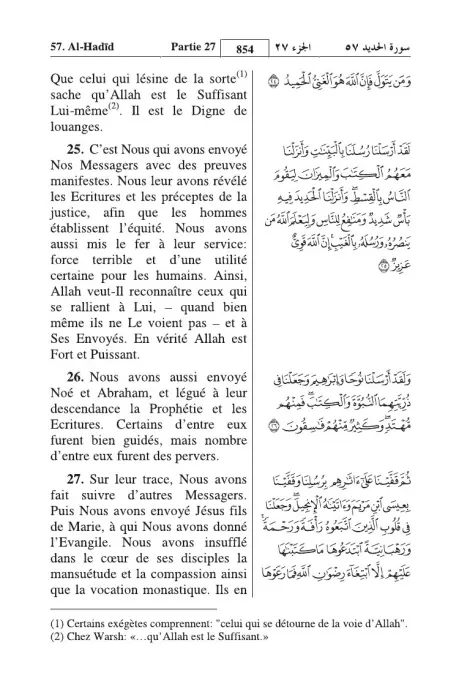 57. Al-Hadīd Partie 27 854 الجزء ٢٧ سورة الحديد ٥٧
Que celui qui lésine de la sorte(1)
sache qu’Allah est le Suffisant
Lui-même(2). Il est le Digne de
louanges.
25. C’est Nous qui avons envoyé
Nos Messagers avec des preuves
manifestes. Nous leur avons révélé
les Ecritures et les préceptes de la
justice, afin que les hommes
établissent l’équité. Nous avons
aussi mis le fer à leur service:
force terrible et d’une utilité
certaine pour les humains. Ainsi,
Allah veut-Il reconnaître ceux qui
se rallient à Lui, – quand bien
même ils ne Le voient pas – et à
Ses Envoyés. En vérité Allah est
Fort et Puissant.
26. Nous avons aussi envoyé
Noé et Abraham, et légué à leur
descendance la Prophétie et les
Ecritures. Certains d’entre eux
furent bien guidés, mais nombre
d’entre eux furent des pervers.
27. Sur leur trace, Nous avons
fait suivre d’autres Messagers.
Puis Nous avons envoyé Jésus fils
de Marie, à qui Nous avons donné
l’Evangile. Nous avons insufflé
dans le cœur de ses disciples la
mansuétude et la compassion ainsi
que la vocation monastique. Ils en
وَمَن يَتَوَلَّ فَإِنَّ ٱللَّهَ هُوَ ٱلْغَنِىُّ ٱلْحَمِيدُ ۝٢٤
لَقَدْ أَرْسَلْنَا رُسُلَنَا بِٱلْبَيِّنَٰتِ وَأَنزَلْنَا
مَعَهُمُ ٱلْكِتَٰبَ وَٱلْمِيزَانَ لِيَقُومَ
ٱلنَّاسُ بِٱلْقِسْطِ ۖ وَأَنزَلْنَا ٱلْحَدِيدَ فِيهِ
بَأْسٌ شَدِيدٌ وَمَنَٰفِعُ لِلنَّاسِ وَلِيَعْلَمَ ٱللَّهُ مَن
يَنصُرُهُۥ وَرُسُلَهُۥ بِٱلْغَيْبِ ۚ إِنَّ ٱللَّهَ قَوِىٌّ
عَزِيزٌ ۝٢٥
وَلَقَدْ أَرْسَلْنَا نُوحًا وَإِبْرَٰهِيمَ وَجَعَلْنَا فِى
ذُرِّيَّتِهِمَا ٱلنُّبُوَّةَ وَٱلْكِتَٰبَ ۖ فَمِنْهُم
مُّهْتَدٍ ۖ وَكَثِيرٌ مِّنْهُمْ فَٰسِقُونَ ۝٢٦
ثُمَّ قَفَّيْنَا عَلَىٰٓ ءَاثَٰرِهِم بِرُسُلِنَا وَقَفَّيْنَا
بِعِيسَى ٱبْنِ مَرْيَمَ وَءَاتَيْنَٰهُ ٱلْإِنجِيلَ ۖ وَجَعَلْنَا
فِى قُلُوبِ ٱلَّذِينَ ٱتَّبَعُوهُ رَأْفَةً وَرَحْمَةً ۚ
وَرَهْبَانِيَّةً ٱبْتَدَعُوهَا مَا كَتَبْنَٰهَا
عَلَيْهِمْ إِلَّا ٱبْتِغَآءَ رِضْوَٰنِ ٱللَّهِ فَمَا رَعَوْهَا
(1) Certains exégètes comprennent: "celui qui se détourne de la voie d’Allah".
(2) Chez Warsh: «…qu’Allah est le Suffisant.»